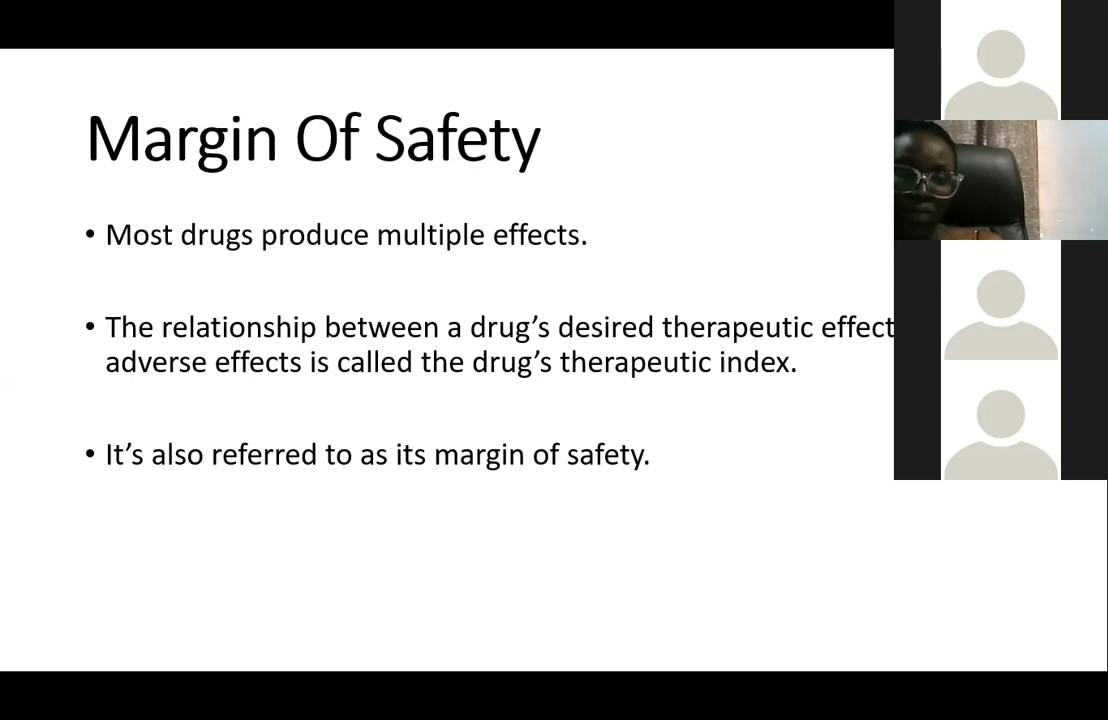 Margin Of Safety
• Most drugs produce multiple effects.
• The relationship between a drug’s desired therapeutic effect
adverse effects is called the drug’s therapeutic index.
• It’s also referred to as its margin of safety.